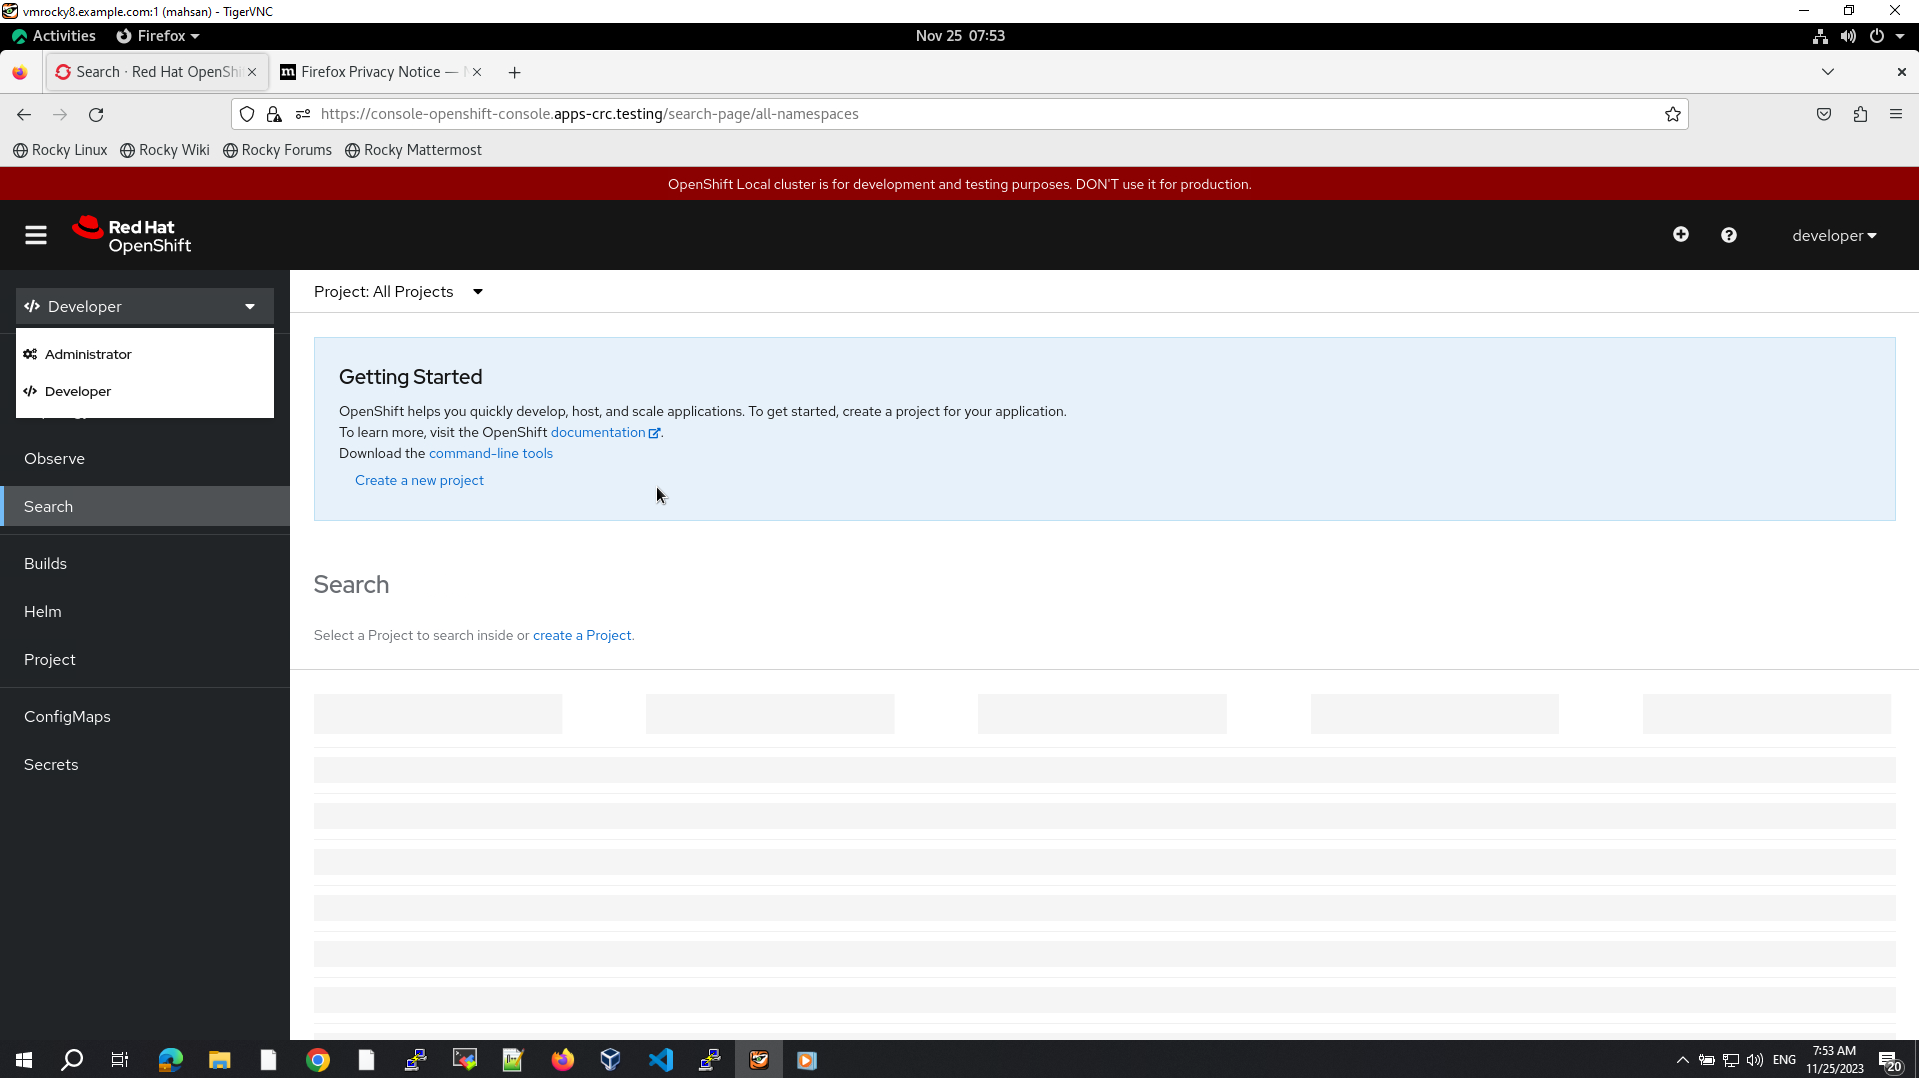 vmrocky8.example.com:1 (mahsan) - TigerVNC
Activities
Firefox
Nov 25 07:53
Search · Red Hat OpenShi
Firefox Privacy Notice —
https://console-openshift-console.apps-crc.testing/search-page/all-namespaces
Rocky Linux
Rocky Wiki
Rocky Forums
Rocky Mattermost
OpenShift Local cluster is for development and testing purposes. DON'T use it for production.
Red Hat
OpenShift
developer
Developer
Administrator
Developer
Observe
Search
Builds
Helm
Project
ConfigMaps
Secrets
Project: All Projects
Getting Started
OpenShift helps you quickly develop, host, and scale applications. To get started, create a project for your application.
To learn more, visit the OpenShift documentation .
Download the command-line tools
Create a new project
Search
Select a Project to search inside or create a Project.
ENG
7:53 AM
11/25/2023
20